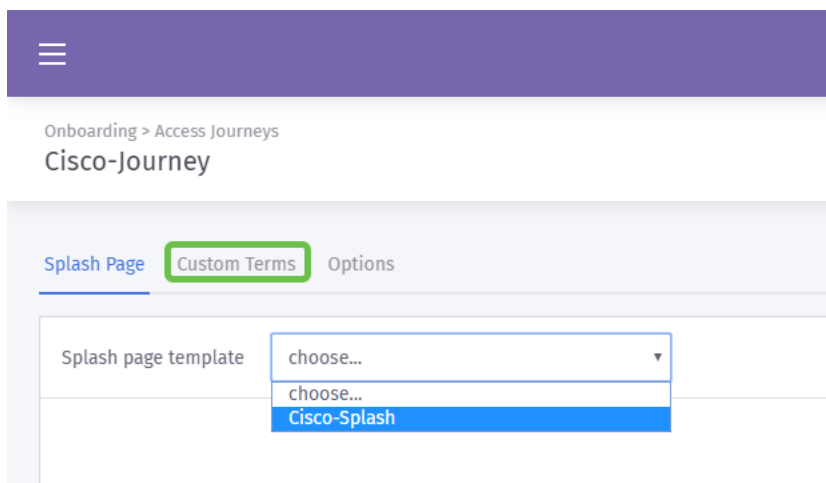 Onboarding > Access Journeys
Cisco-Journey
Splash Page Custom Terms Options
Splash page template choose...
choose...
Cisco-Splash